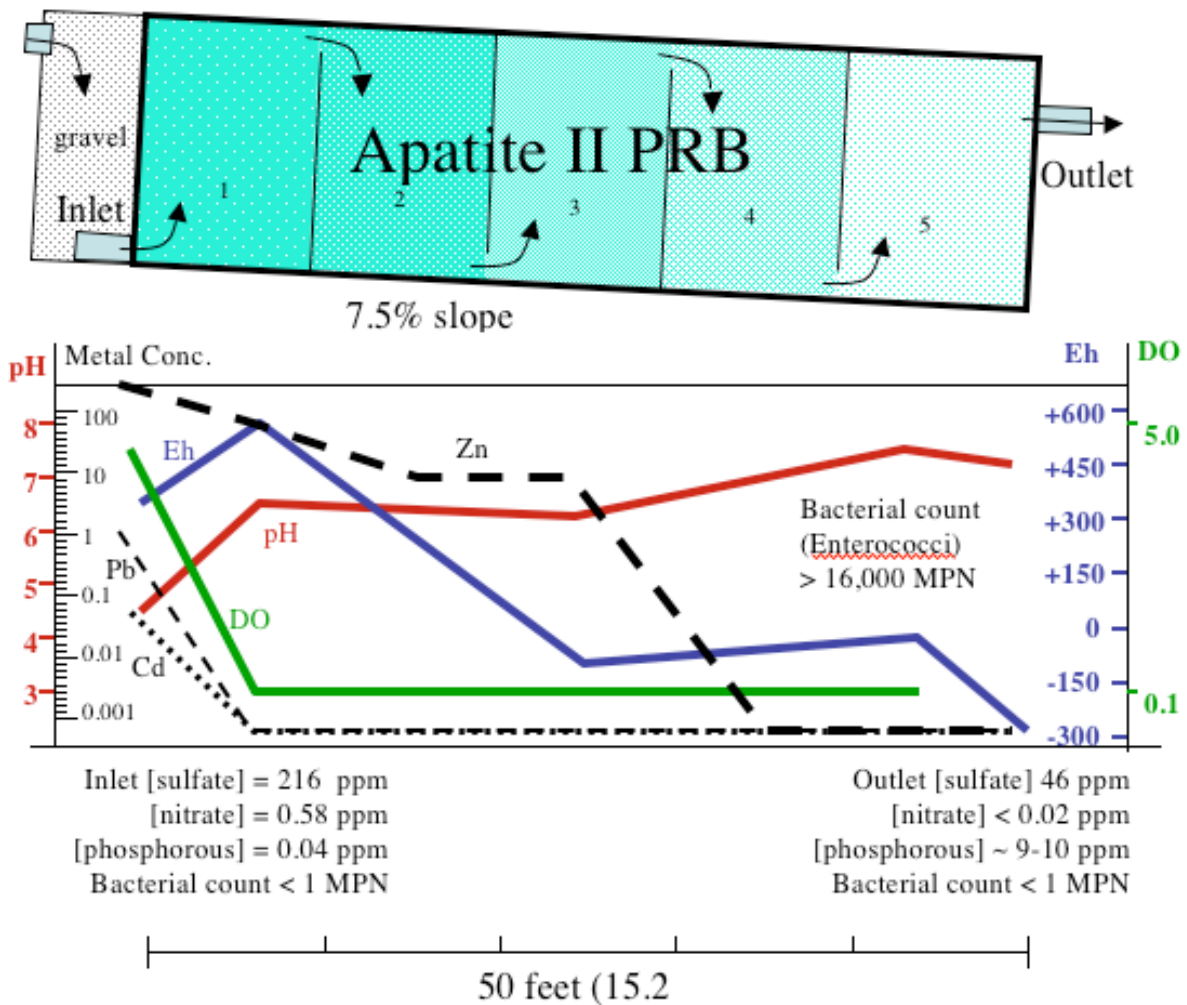 gravel
Apatite II PRB
Inlet
Outlet
1
2
3
4
5
7.5% slope
pH
Metal Conc.
Eh
DO
8
7
6
5
4
3
100
10
1
0.1
0.01
0.001
Eh
Zn
pH
Pb
DO
Cd
Bacterial count
(Enterococci)
> 16,000 MPN
+600
+450
+300
+150
0
-150
-300
5.0
0.1
Inlet [sulfate] = 216 ppm
[nitrate] = 0.58 ppm
[phosphorous] = 0.04 ppm
Bacterial count < 1 MPN
Outlet [sulfate] 46 ppm
[nitrate] < 0.02 ppm
[phosphorous] ~ 9-10 ppm
Bacterial count < 1 MPN
50 feet (15.2